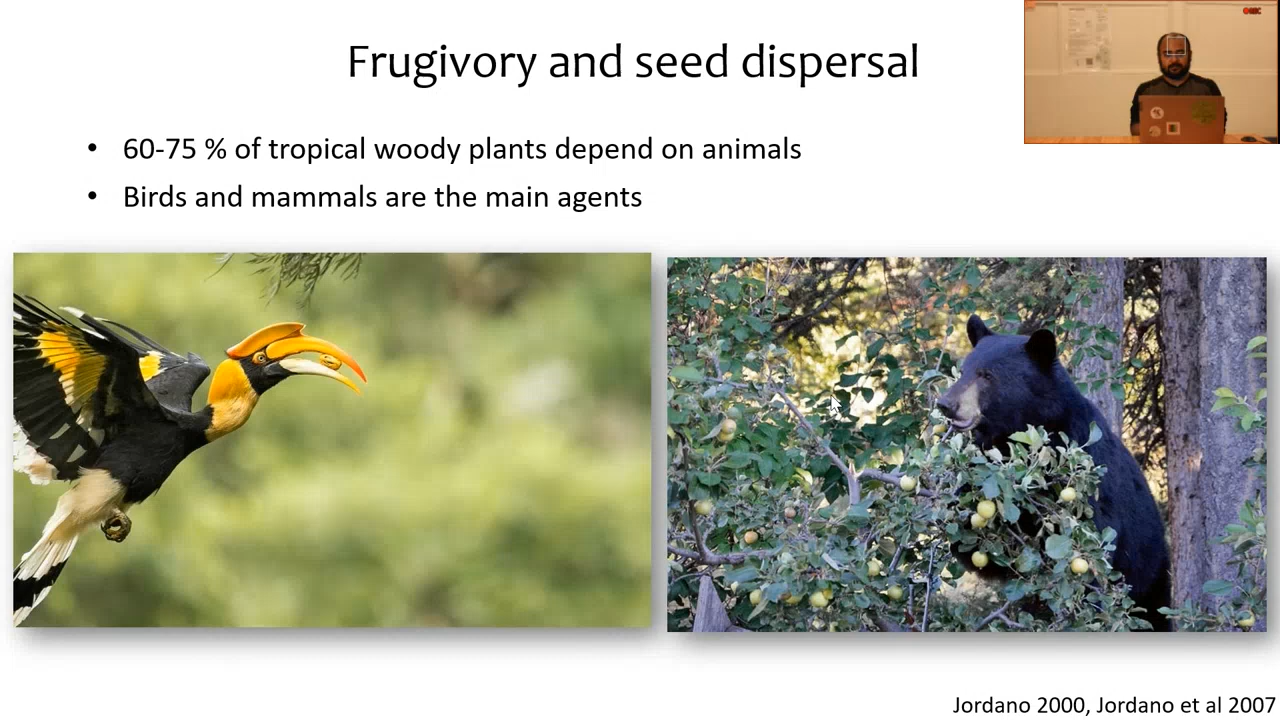 Frugivory and seed dispersal
• 60-75 % of tropical woody plants depend on animals
• Birds and mammals are the main agents
Jordano 2000, Jordano et al 2007